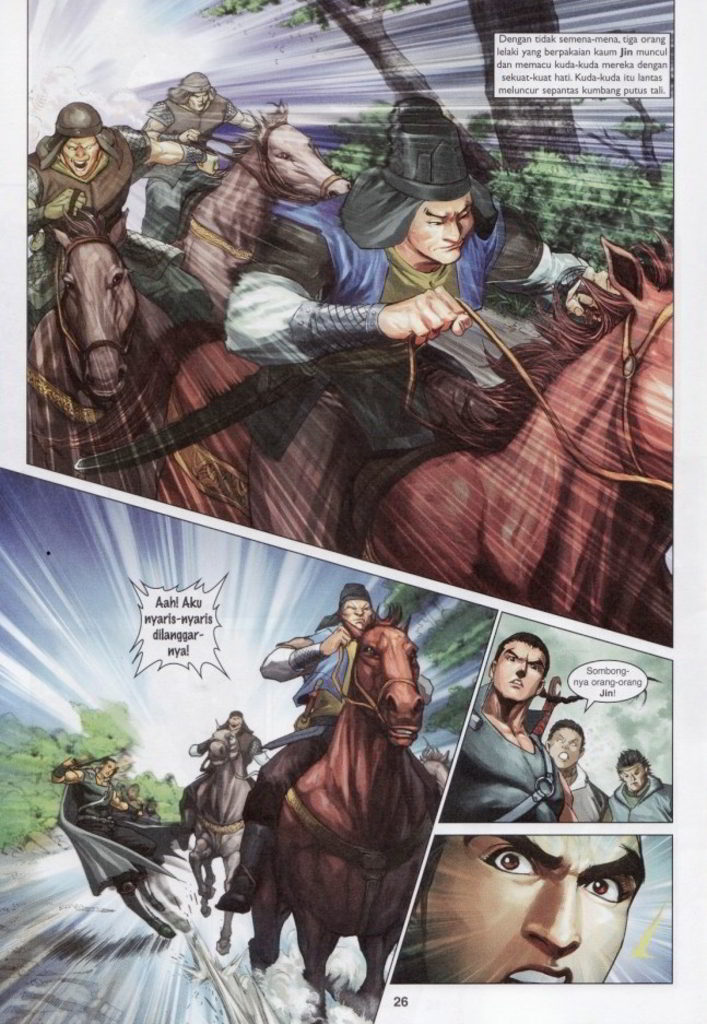 Dengan tidak semena-mena, tiga orang
lelaki yang berpakaian kaum Jin muncul
dan memacu kuda-kuda mereka dengan
sekuat-kuat hati. Kuda-kuda itu lantas
meluncur sepantas kumbang putus tali.
Aah! Aku
nyaris-nyaris
dilanggar-
nya!
Sombong-
nya orang-orang
Jin!
26